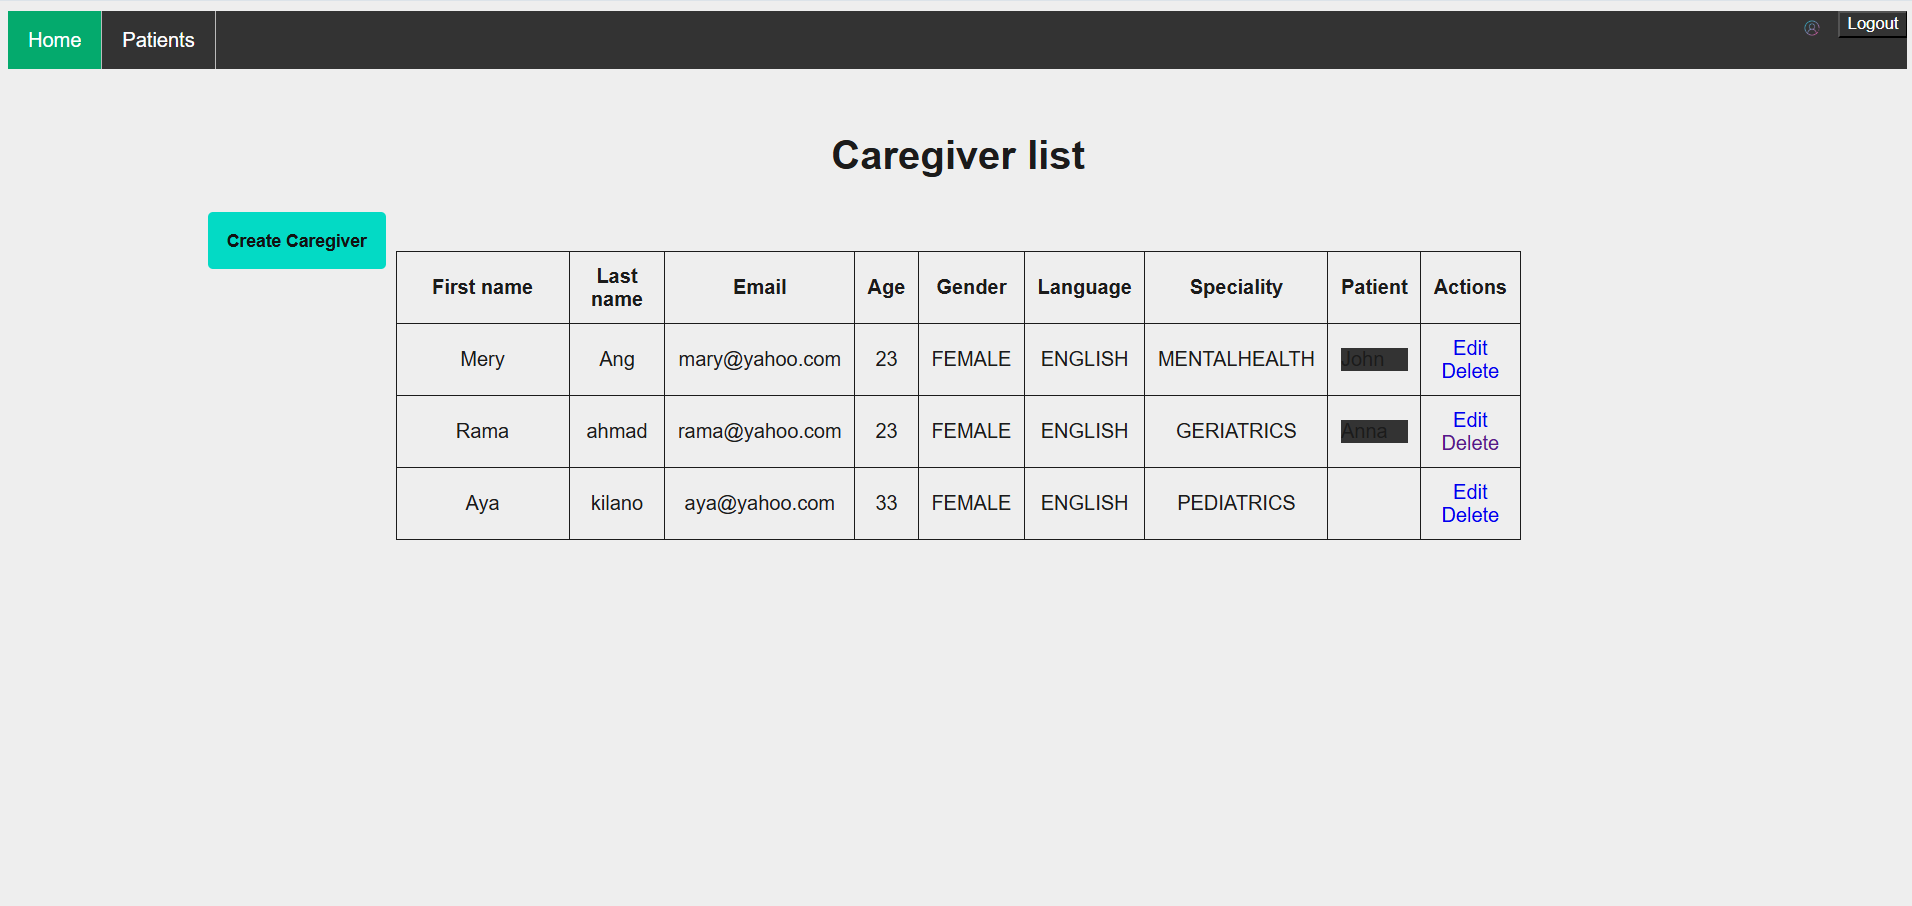 Home Patients Logout
Caregiver list
Create Caregiver
First name Last name Email Age Gender Language Speciality Patient Actions
Mery Ang mary@yahoo.com 23 FEMALE ENGLISH MENTALHEALTH John Edit Delete
Rama ahmad rama@yahoo.com 23 FEMALE ENGLISH GERIATRICS Anna Edit Delete
Aya kilano aya@yahoo.com 33 FEMALE ENGLISH PEDIATRICS Edit Delete